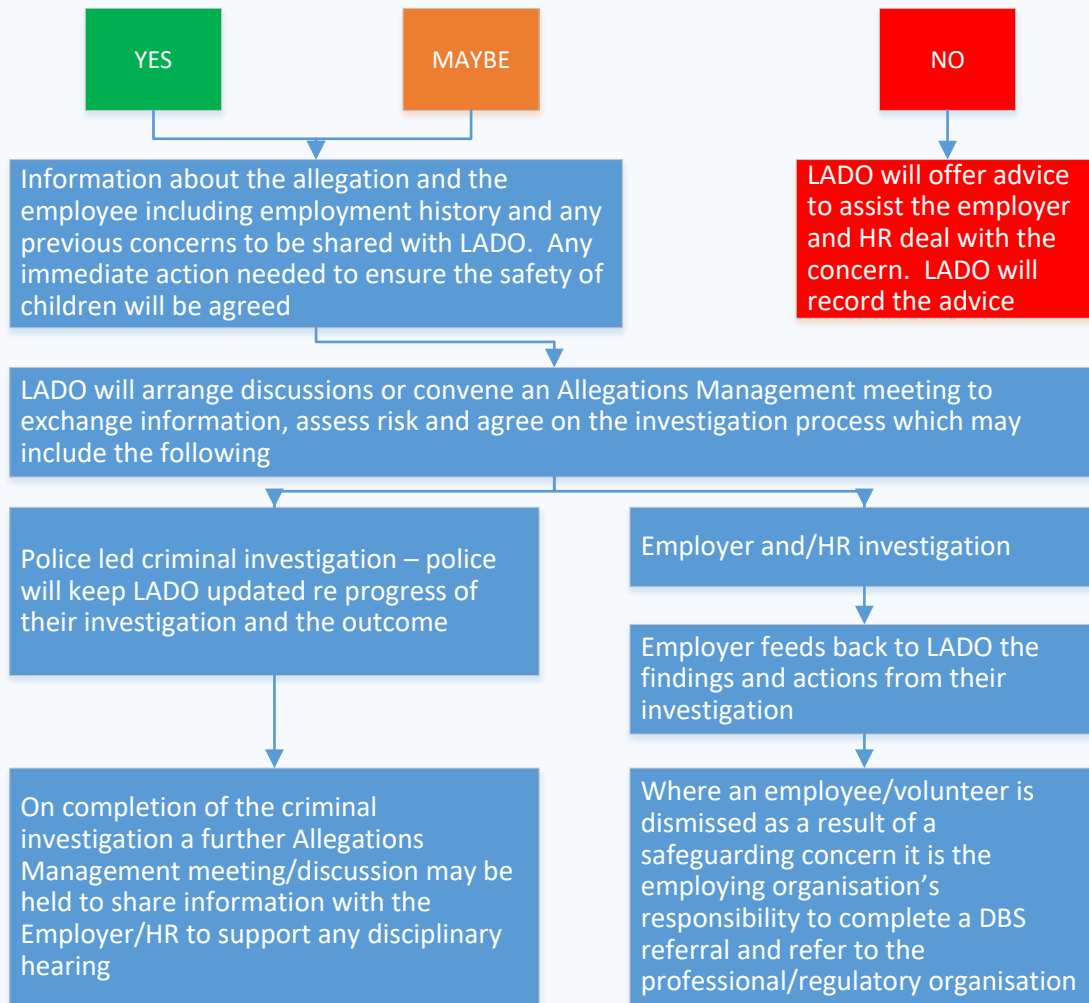 YES
MAYBE
NO
Information about the allegation and the
employee including employment history and any
previous concerns to be shared with LADO.  Any
immediate action needed to ensure the safety of
children will be agreed
LADO will offer advice
to assist the employer
and HR deal with the
concern.  LADO will
record the advice
LADO will arrange discussions or convene an Allegations Management meeting to
exchange information, assess risk and agree on the investigation process which may
include the following
Police led criminal investigation – police
will keep LADO updated re progress of
their investigation and the outcome
Employer and/HR investigation
Employer feeds back to LADO the
findings and actions from their
investigation
On completion of the criminal
investigation a further Allegations
Management meeting/discussion may be
held to share information with the
Employer/HR to support any disciplinary
hearing
Where an employee/volunteer is
dismissed as a result of a
safeguarding concern it is the
employing organisation’s
responsibility to complete a DBS
referral and refer to the
professional/regulatory organisation